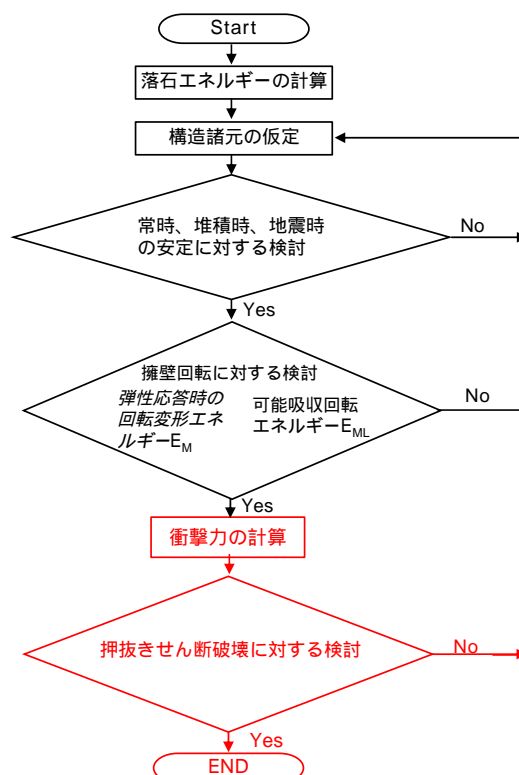 Start
落石エネルギーの計算
構造諸元の仮定
常時、堆積時、地震時
の安定に対する検討
No
Yes
擁壁回転に対する検討
弾性応答時の
回転変形エネ
ルギーEM
可能吸収回転
エネルギーEML
No
Yes
衝撃力の計算
押抜きせん断破壊に対する検討
No
Yes
END